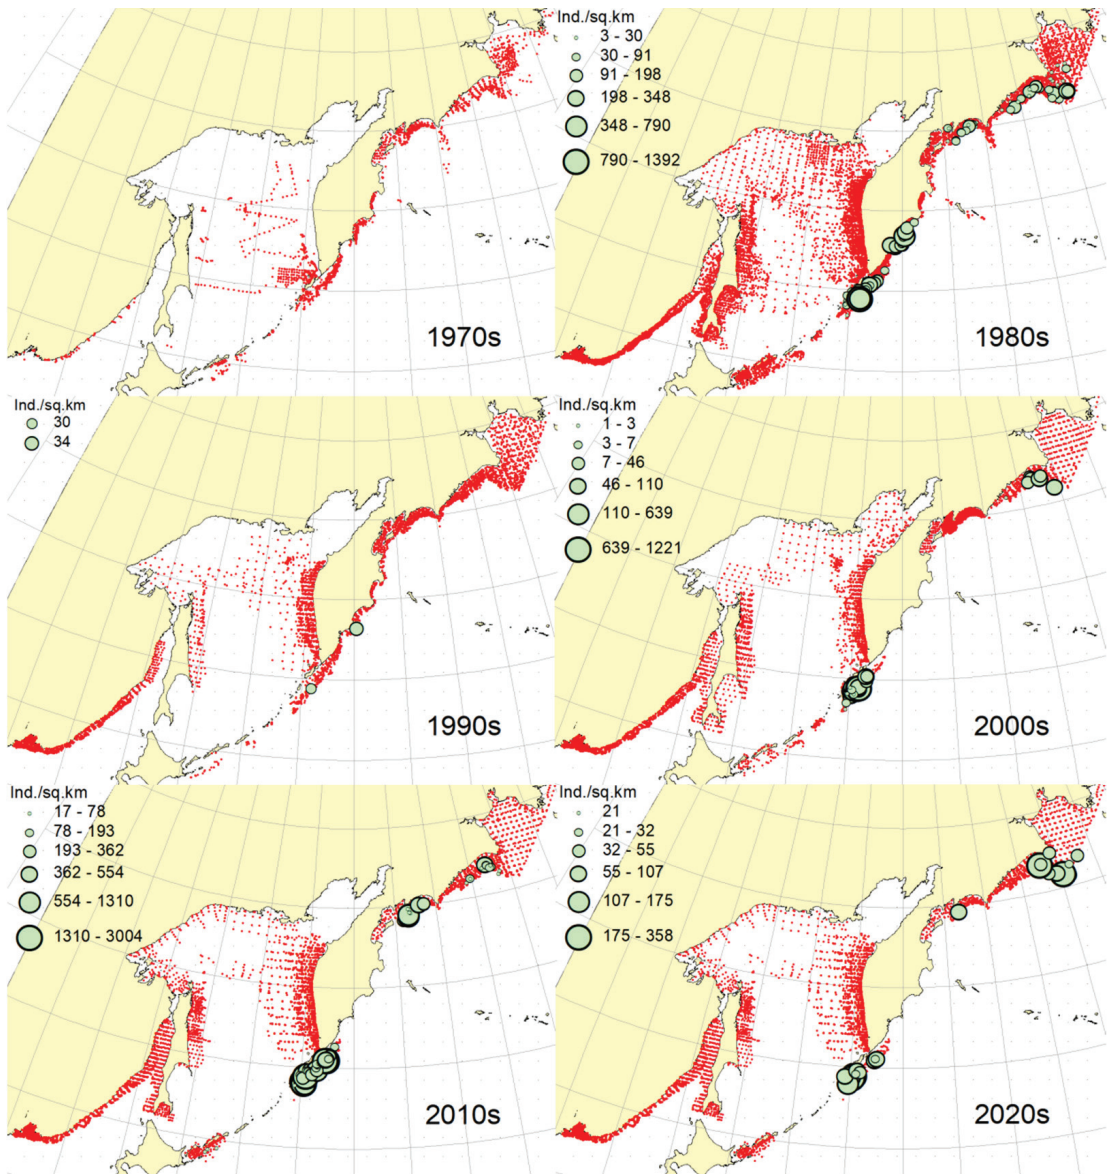 1970s
Ind./sq.km
3 - 30
30 - 91
91 - 198
198 - 348
348 - 790
790 - 1392
1980s
Ind./sq.km
30
34
1990s
Ind./sq.km
1 - 3
3 - 7
7 - 46
46 - 110
110 - 639
639 - 1221
2000s
Ind./sq.km
17 - 78
78 - 193
193 - 362
362 - 554
554 - 1310
1310 - 3004
2010s
Ind./sq.km
21
21 - 32
32 - 55
55 - 107
107 - 175
175 - 358
2020s